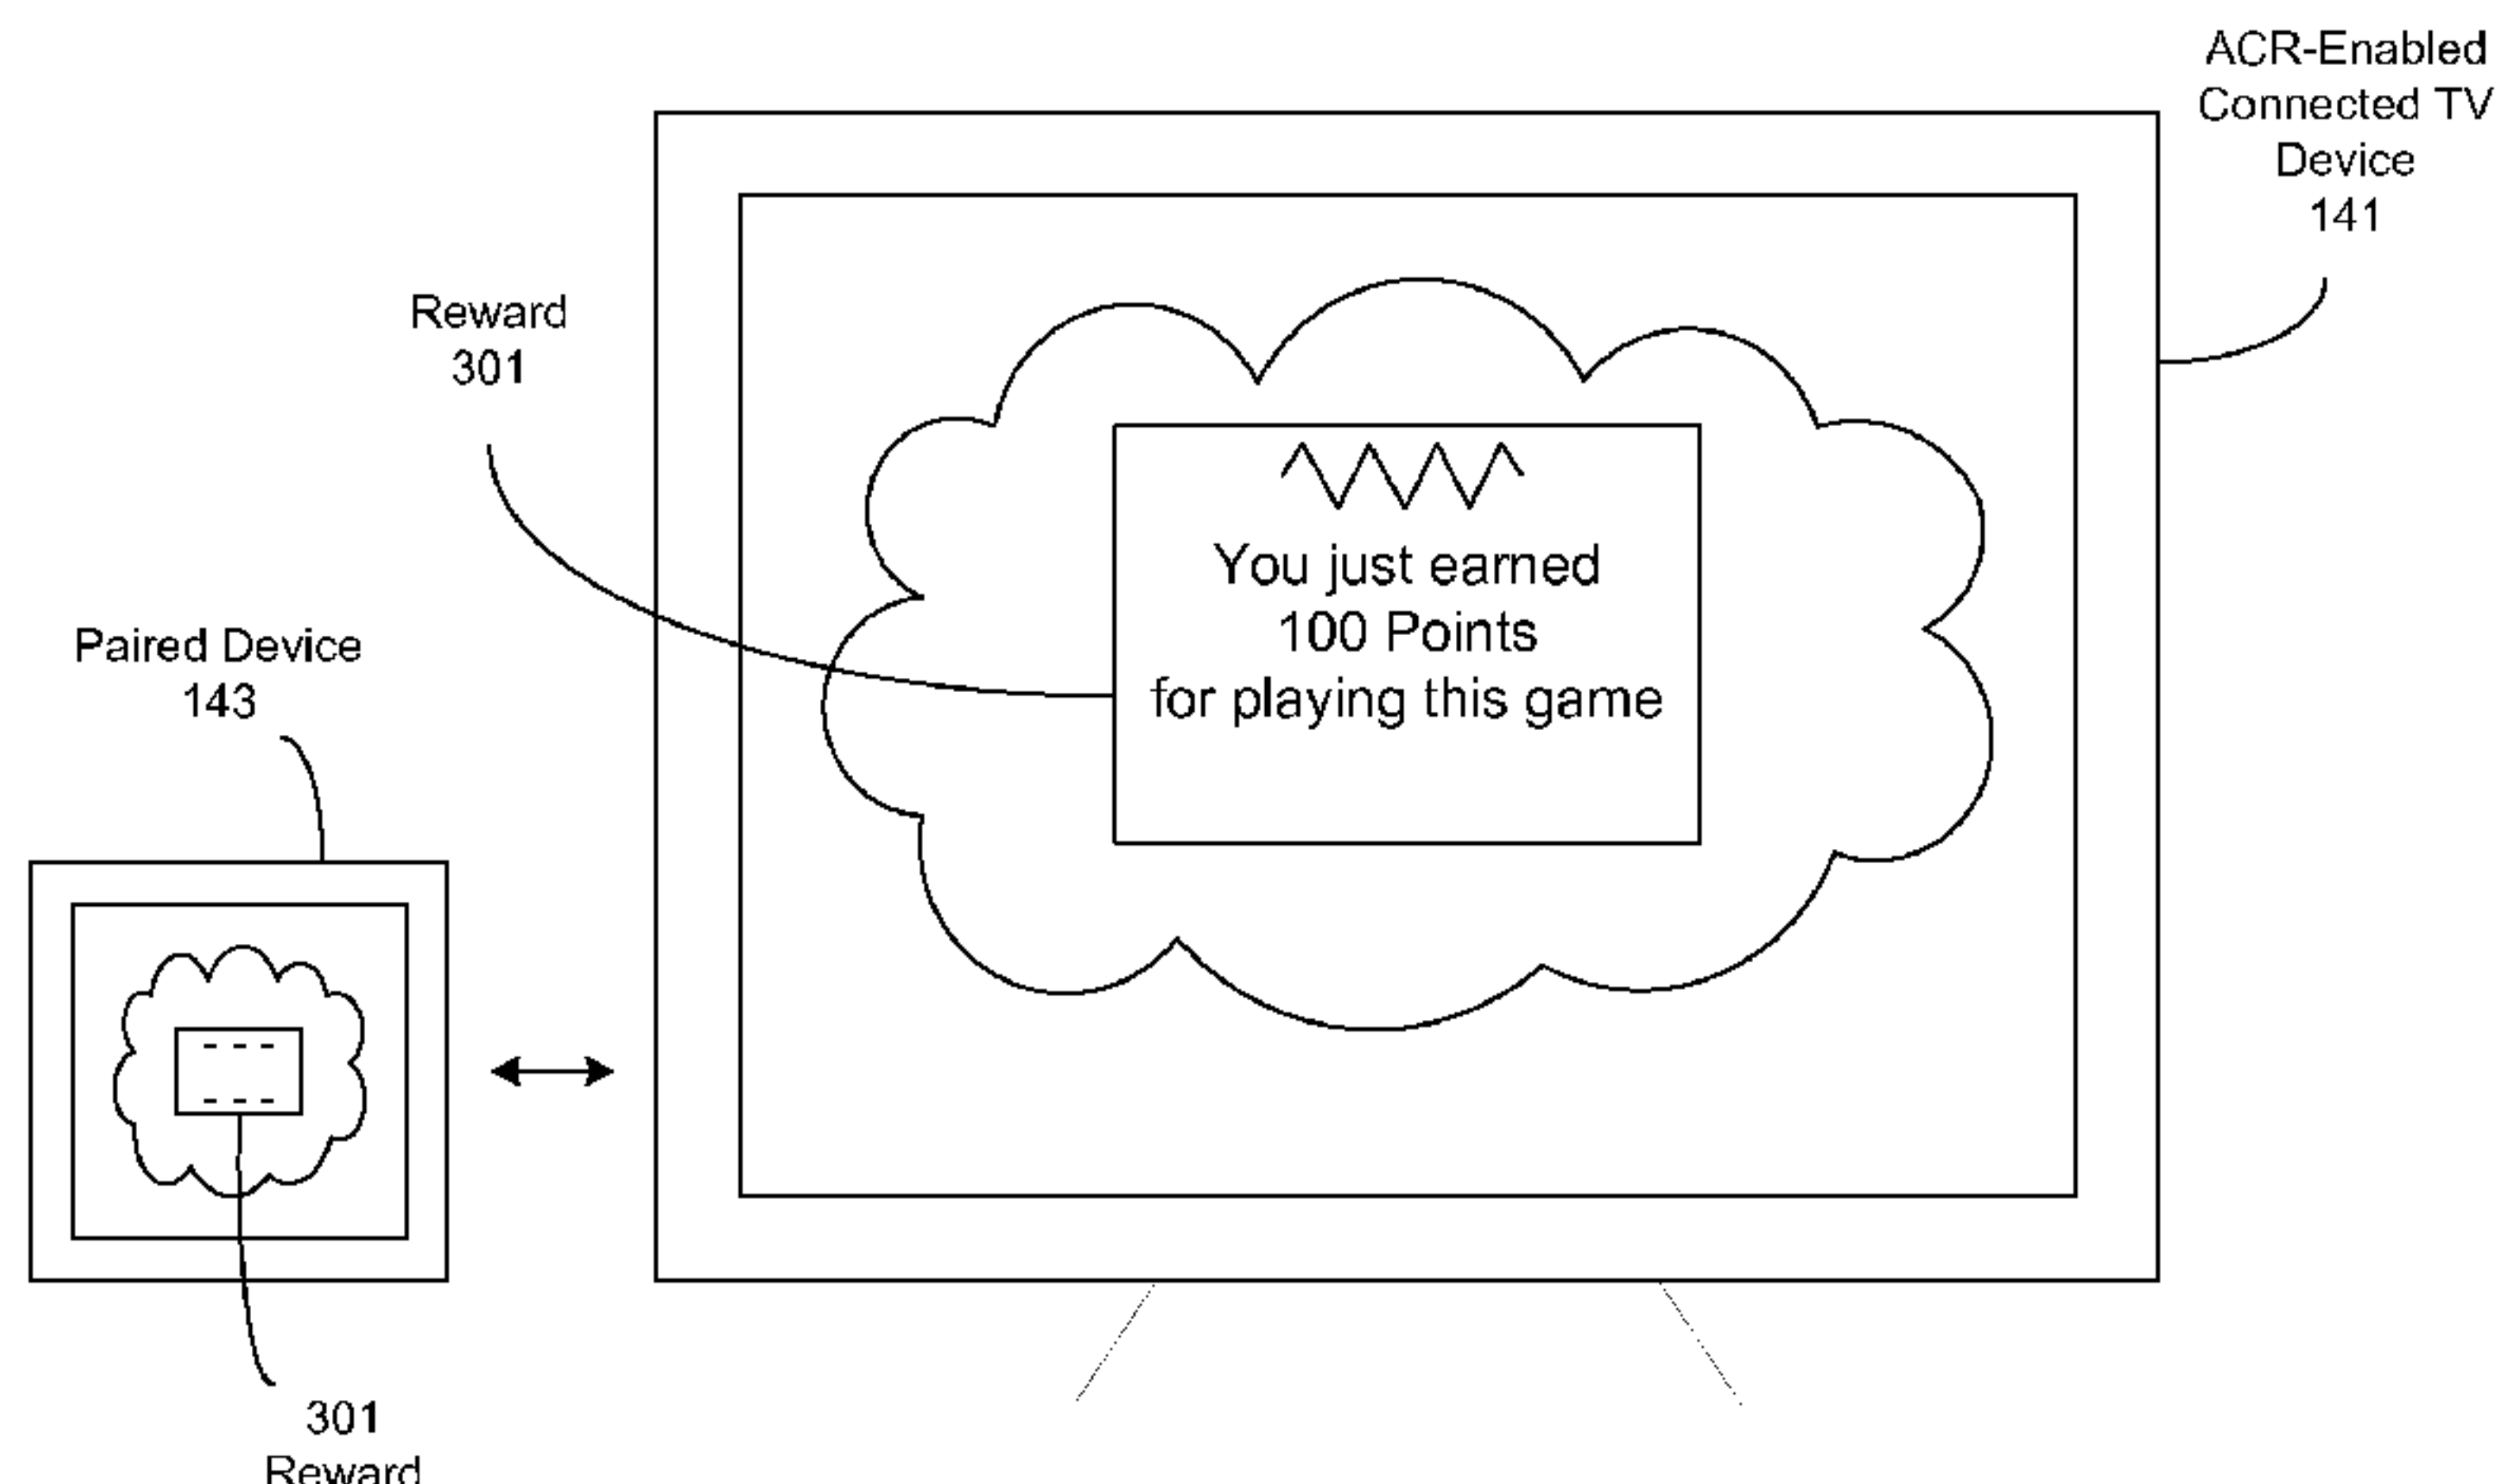 ACR-Enabled
Connected TV
Device
141
Reward
301
You just earned
100 Points
for playing this game
Paired Device
143
301
Reward